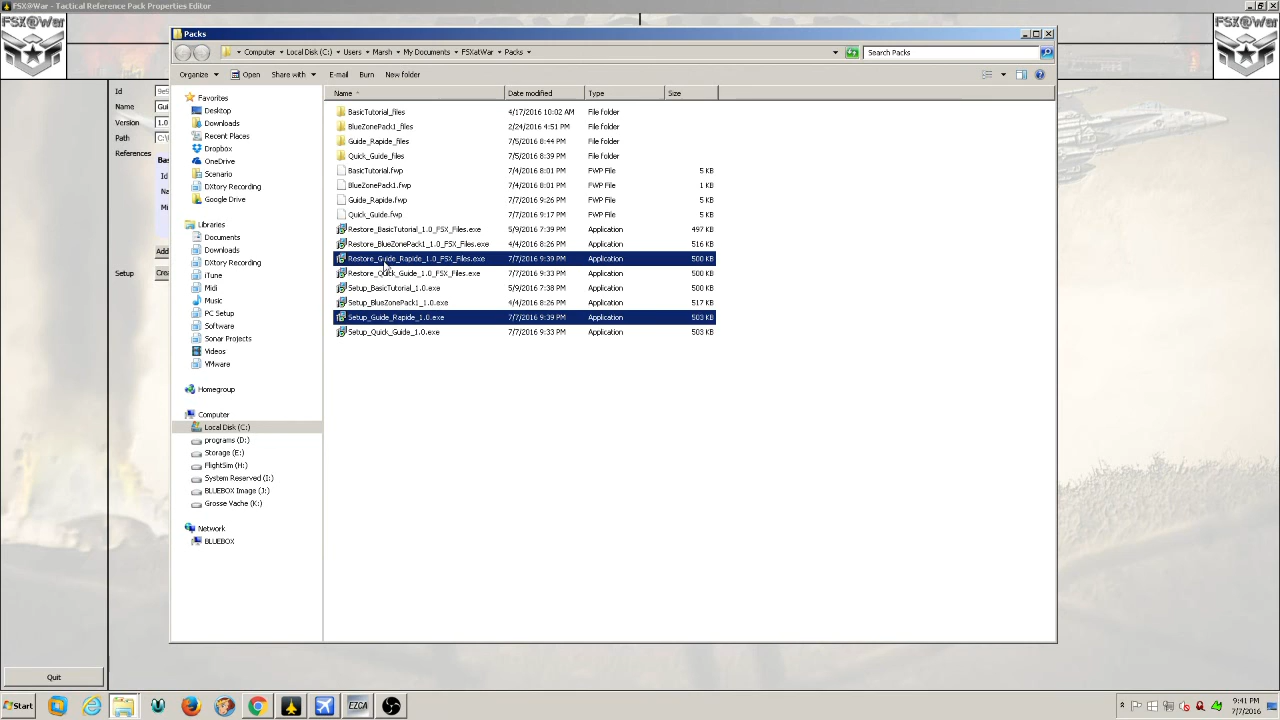 FSX@War - Tactical Reference Pack Properties Editor
FSX@War
FSX@War
Packs
Computer Local Disk (C:) Users Marsh My Documents FSXatWar Packs
Search Packs
Organize Open Share with E-mail Burn New folder
Name Date modified Type Size
Id
Name Gui
Version 1.0
Path C:\
References
Bas
Id
Na
Mi
Add
Setup Crea
Favorites
Desktop
Downloads
Recent Places
Dropbox
OneDrive
Scenario
DXtory Recording
Google Drive
Libraries
Documents
Downloads
DXtory Recording
iTune
Midi
Music
PC Setup
Software
Sonar Projects
Videos
VMware
Homegroup
Computer
Local Disk (C:)
programs (D:)
Storage (E:)
FlightSim (H:)
System Reserved (I:)
BLUEBOX Image (J:)
Grosse Vache (K:)
Network
BLUEBOX
BasicTutorial_files 4/17/2016 10:02 AM File folder
BlueZonePack1_files 2/24/2016 4:51 PM File folder
Guide_Rapide_files 7/5/2016 8:44 PM File folder
Quick_Guide_files 7/5/2016 8:39 PM File folder
BasicTutorial.fwp 7/4/2016 8:01 PM FWP File 5 KB
BlueZonePack1.fwp 7/4/2016 8:01 PM FWP File 1 KB
Guide_Rapide.fwp 7/7/2016 9:26 PM FWP File 5 KB
Quick_Guide.fwp 7/7/2016 9:17 PM FWP File 5 KB
Restore_BasicTutorial_1.0_FSX_Files.exe 5/9/2016 7:39 PM Application 497 KB
Restore_BlueZonePack1_1.0_FSX_Files.exe 4/4/2016 8:26 PM Application 516 KB
Restore_Guide_Rapide_1.0_FSX_Files.exe 7/7/2016 9:39 PM Application 500 KB
Restore_Quick_Guide_1.0_FSX_Files.exe 7/7/2016 9:33 PM Application 500 KB
Setup_BasicTutorial_1.0.exe 5/9/2016 7:38 PM Application 500 KB
Setup_BlueZonePack1_1.0.exe 4/4/2016 8:26 PM Application 517 KB
Setup_Guide_Rapide_1.0.exe 7/7/2016 9:39 PM Application 503 KB
Setup_Quick_Guide_1.0.exe 7/7/2016 9:33 PM Application 503 KB
Quit
Start
EZCA
9:41 PM
7/7/2016